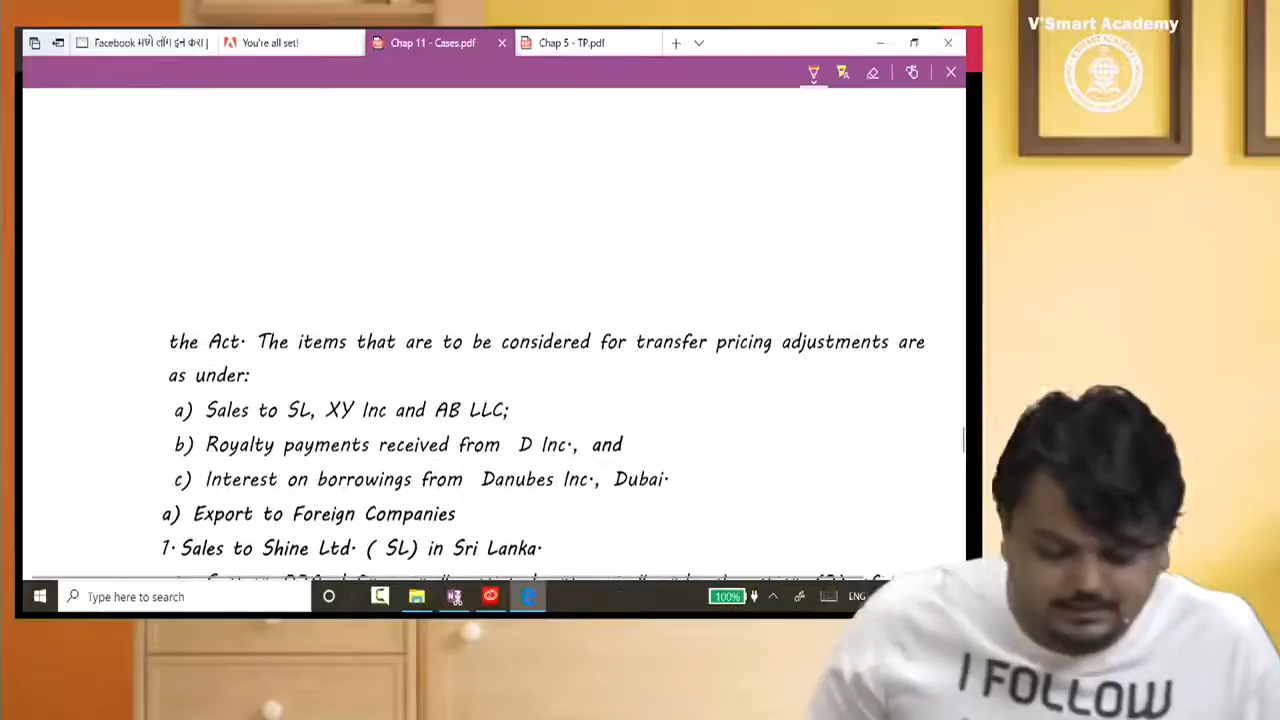 V'Smart Academy
Facebook मध्ये लॉग इन करा |
You're all set!
Chap 11 - Cases.pdf
Chap 5 - TP.pdf
the Act. The items that are to be considered for transfer pricing adjustments are
as under:
a) Sales to SL, XY Inc and AB LLC;
b) Royalty payments received from D Inc., and
c) Interest on borrowings from Danubes Inc., Dubai.
a) Export to Foreign Companies
1. Sales to Shine Ltd. ( SL) in Sri Lanka.
Type here to search
100%
ENG
I FOLLOW